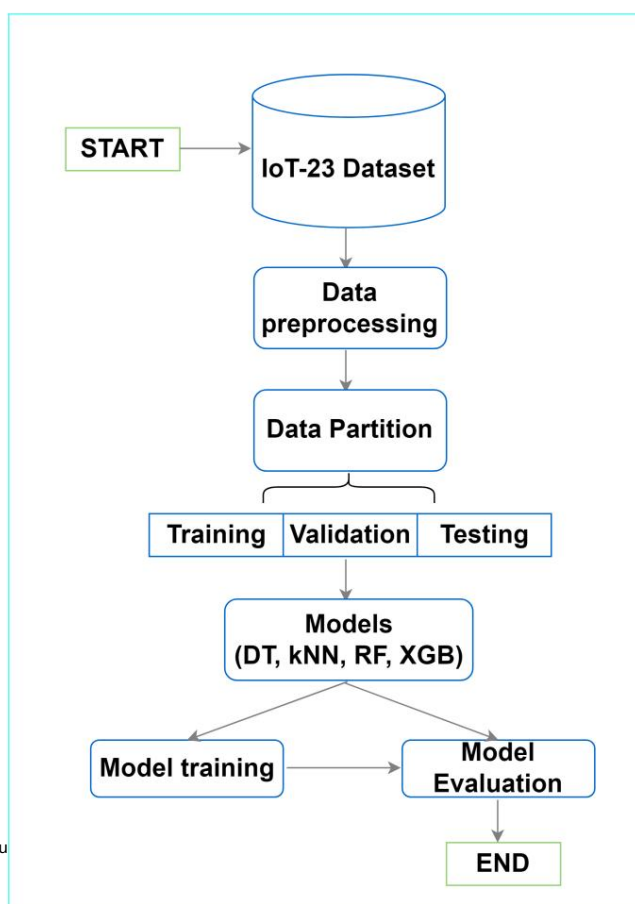 START
IoT-23 Dataset
Data
preprocessing
Data Partition
Training Validation Testing
Models
(DT, kNN, RF, XGB)
Model training
Model
Evaluation
u
END